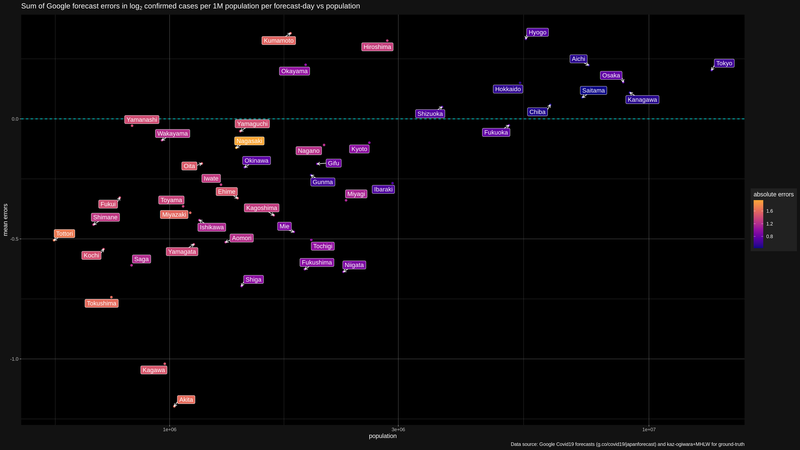 Sum of Google forecast errors in log2 confirmed cases per 1M population per forecast-day vs population
Hyogo
Kumamoto
Hiroshima
Aichi
Tokyo
Okayama
Osaka
Hokkaido
Saitama
Kanagawa
Shizuoka
Chiba
0.0
Yamanashi
Yamaguchi
Wakayama
Fukuoka
Nagasaki
Nagano
Kyoto
Oita
Okinawa
Gifu
Iwate
Gunma
Ibaraki
Ehime
Miyagi
Toyama
Fukui
Kagoshima
Miyazaki
Shimane
Ishikawa
Mie
Tottori
Aomori
-0.5
Tochigi
Kochi
Yamagata
Saga
Fukushima
Niigata
Shiga
Tokushima
-1.0
Kagawa
Akita
mean errors
absolute errors
1.6
1.2
0.8
1e+06
3e+06
1e+07
population
Data source: Google Covid19 forecasts (g.co/covid19/japanforecast) and kaz-ogiwara+MHLW for ground-truth